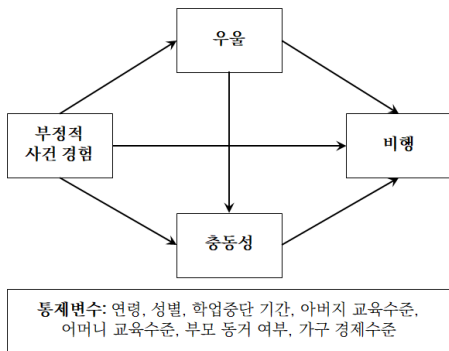 우울
부정적
사건 경험
비행
충동성
통제변수: 연령, 성별, 학업중단 기간, 아버지 교육수준,
어머니 교육수준, 부모 동거 여부, 가구 경제수준